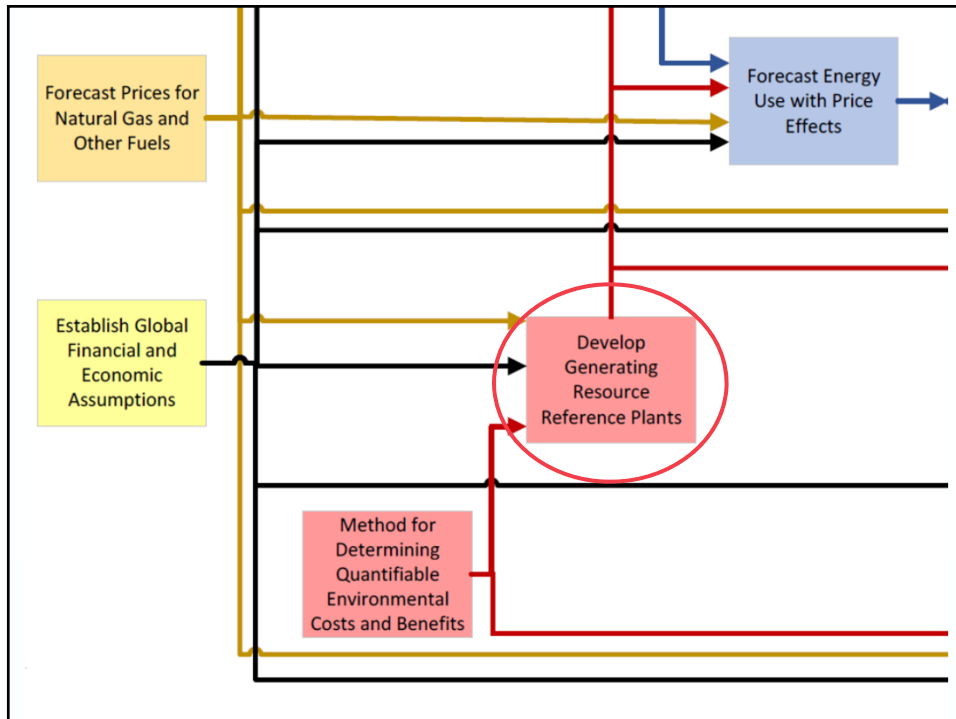 Forecast Prices for
Natural Gas and
Other Fuels
Forecast Energy
Use with Price
Effects
Establish Global
Financial and
Economic
Assumptions
Develop
Generating
Resource
Reference Plants
Method for
Determining
Quantifiable
Environmental
Costs and Benefits